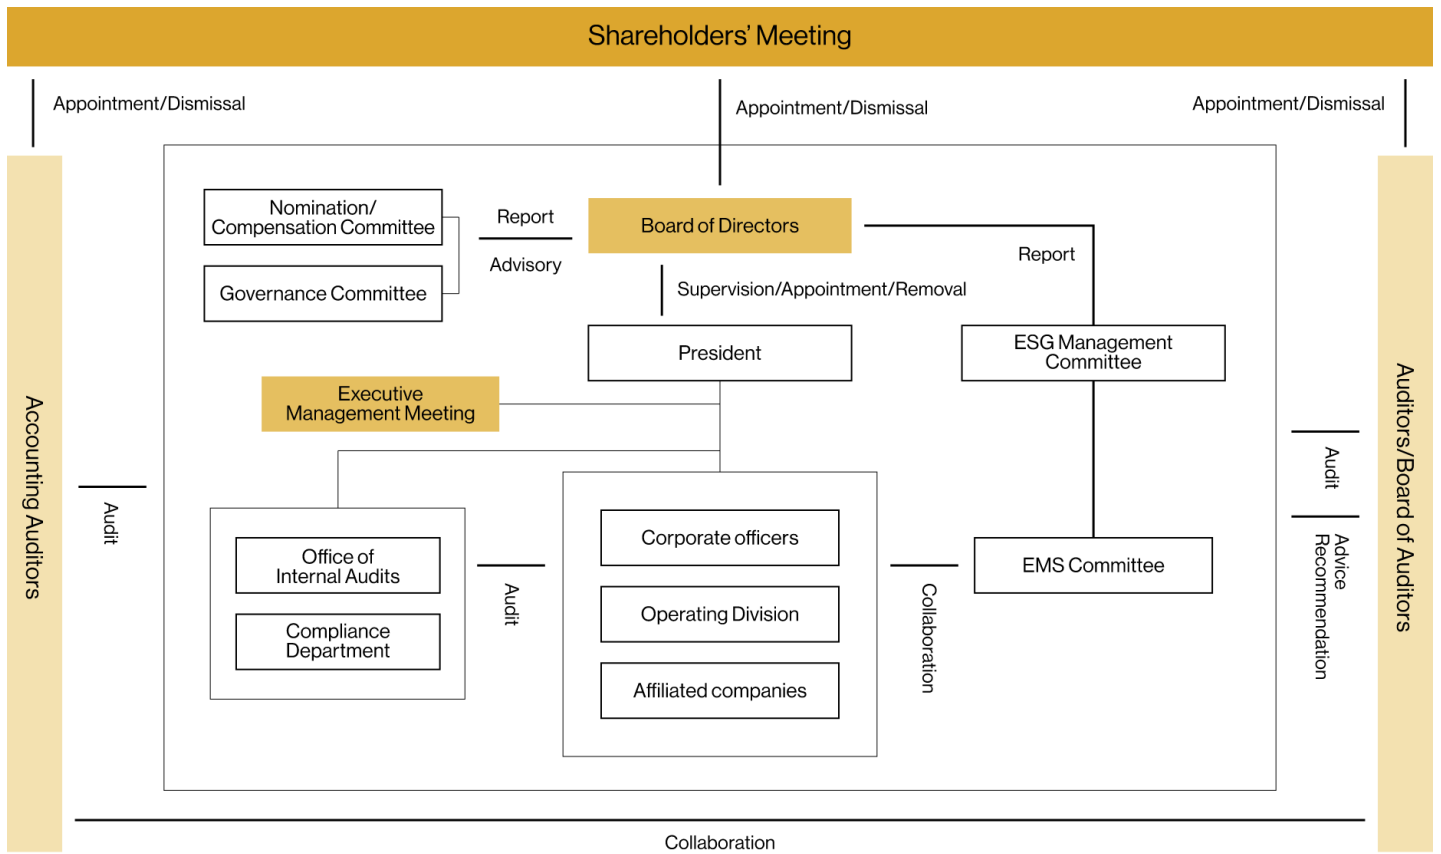 Shareholders’ Meeting
Appointment/Dismissal
Appointment/Dismissal
Appointment/Dismissal
Nomination/
Compensation Committee
Governance Committee
Report
Advisory
Board of Directors
Report
Supervision/Appointment/Removal
President
ESG Management
Committee
Executive
Management Meeting
Accounting Auditors
Audit
Office of
Internal Audits
Compliance
Department
Audit
Corporate officers
Operating Division
Affiliated companies
Collaboration
EMS Committee
Audit
Advice
Recommendation
Auditors/Board of Auditors
Collaboration